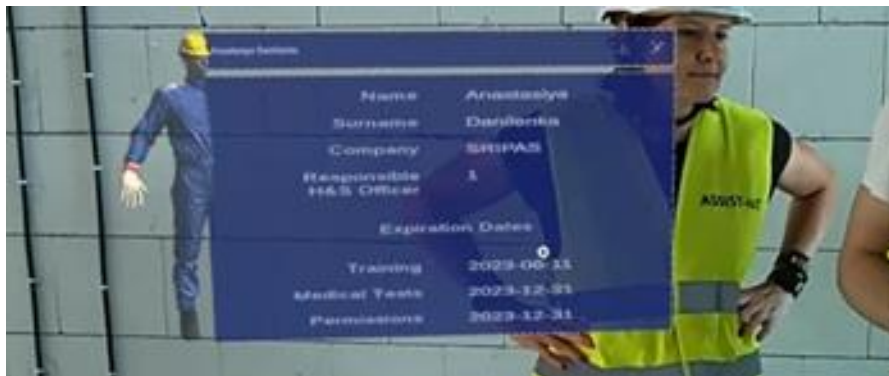 Name Anastasiya
Surname Danilenka
Company SRIPAS
Responsible 1
H&S Officer
Expiration Dates
Training 2023-06-11
Medical Tests 2023-12-31
Permissions 2023-12-31